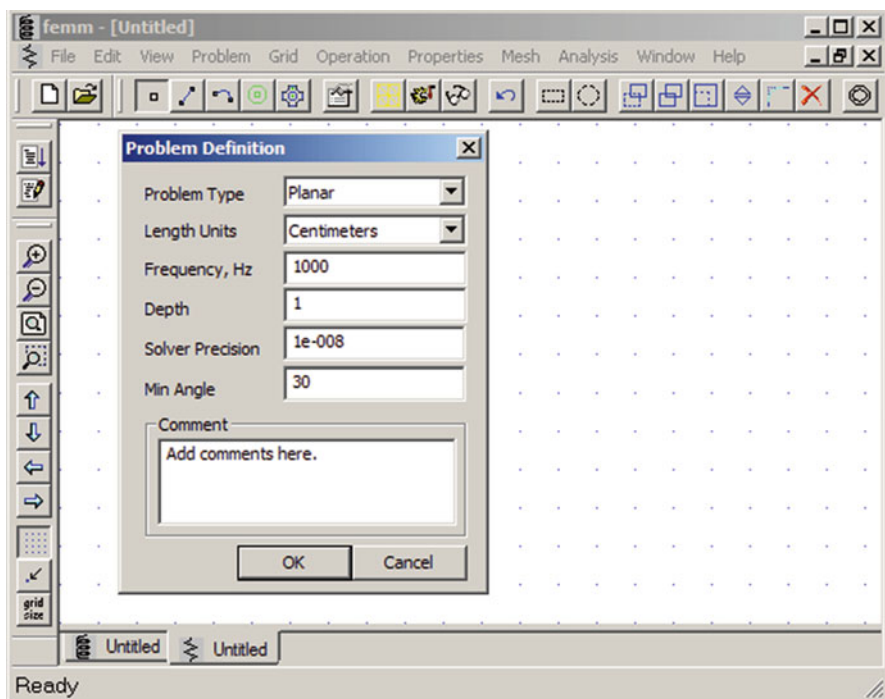 femm - [Untitled]
File Edit View Problem Grid Operation Properties Mesh Analysis Window Help
Problem Definition
Problem Type Planar
Length Units Centimeters
Frequency, Hz 1000
Depth 1
Solver Precision 1e-008
Min Angle 30
Comment
Add comments here.
OK Cancel
grid
size
Untitled Untitled
Ready